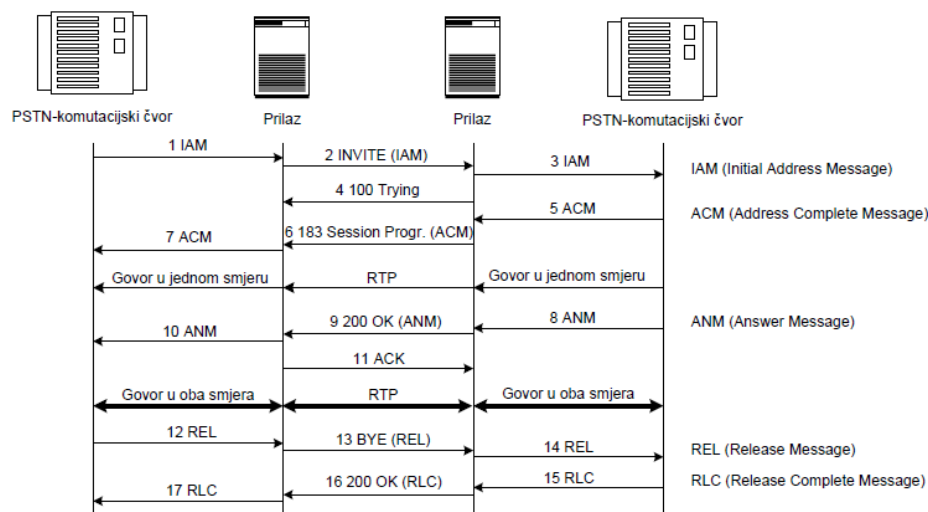 PSTN-komutacijski čvor
Prilaz
Prilaz
PSTN-komutacijski čvor
1 IAM
2 INVITE (IAM)
3 IAM
IAM (Initial Address Message)
4 100 Trying
5 ACM
ACM (Address Complete Message)
6 183 Session Progr. (ACM)
7 ACM
Govor u jednom smjeru
RTP
Govor u jednom smjeru
8 ANM
ANM (Answer Message)
9 200 OK (ANM)
10 ANM
11 ACK
Govor u oba smjera
RTP
Govor u oba smjera
12 REL
13 BYE (REL)
14 REL
REL (Release Message)
15 RLC
RLC (Release Complete Message)
16 200 OK (RLC)
17 RLC